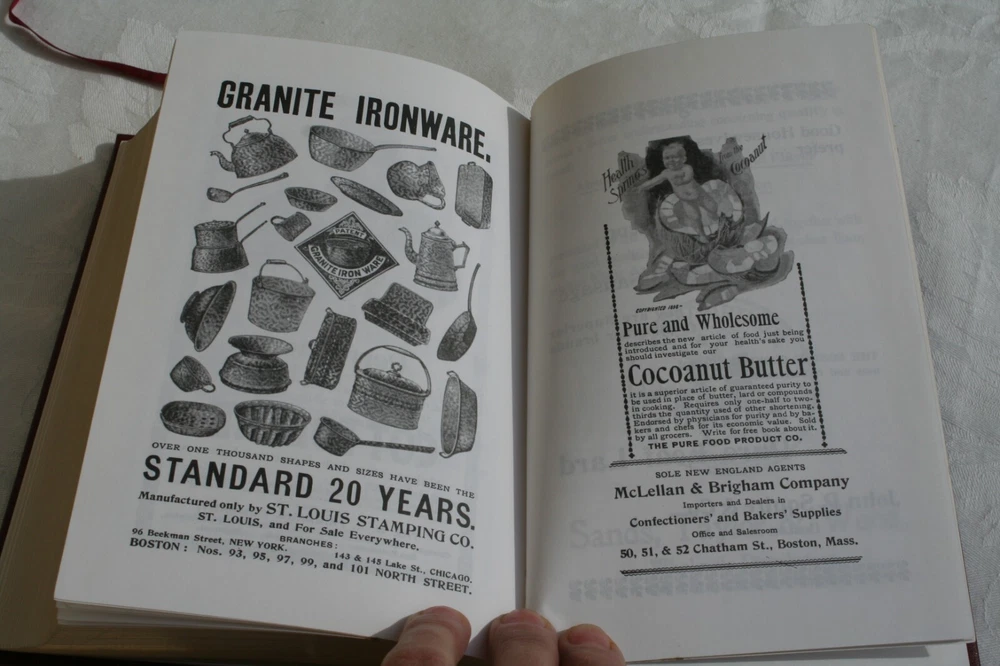 GRANITE IRONWARE.
PATENT
GRANITE IRON WARE.
OVER ONE THOUSAND SHAPES AND SIZES HAVE BEEN THE
STANDARD 20 YEARS.
Manufactured only by ST. LOUIS STAMPING CO.
ST. LOUIS, and For Sale Everywhere.
BRANCHES:
96 Beekman Street, NEW YORK. 143 & 145 Lake St., CHICAGO.
BOSTON: Nos. 93, 95, 97, 99, and 101 NORTH STREET.
Health
Springs from the
Cocoanut
Pure and Wholesome
describes the new article of food just being
introduced and for your health's sake you
should investigate our
Cocoanut Butter
it is a superior article of guaranteed purity to
be used in place of butter, lard or compounds
in cooking. Requires only one-half to two-
thirds the quantity used of other shortening.
Endorsed by physicians for purity and by ba-
kers and chefs for its economic value. Sold
by all grocers. Write for free book about it.
THE PURE FOOD PRODUCT CO.
SOLE NEW ENGLAND AGENTS
McLellan & Brigham Company
Importers and Dealers in
Confectioners' and Bakers' Supplies
Office and Salesroom
50, 51, & 52 Chatham St., Boston, Mass.